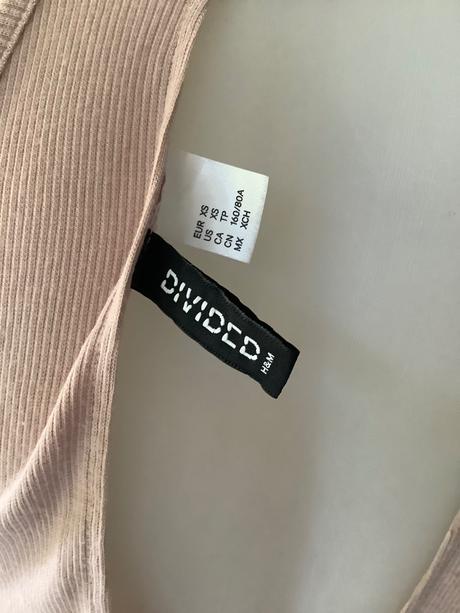 EUR XS
US XS
CA TP
CN 160/80A
MX XCH
DIVIDED
H&M